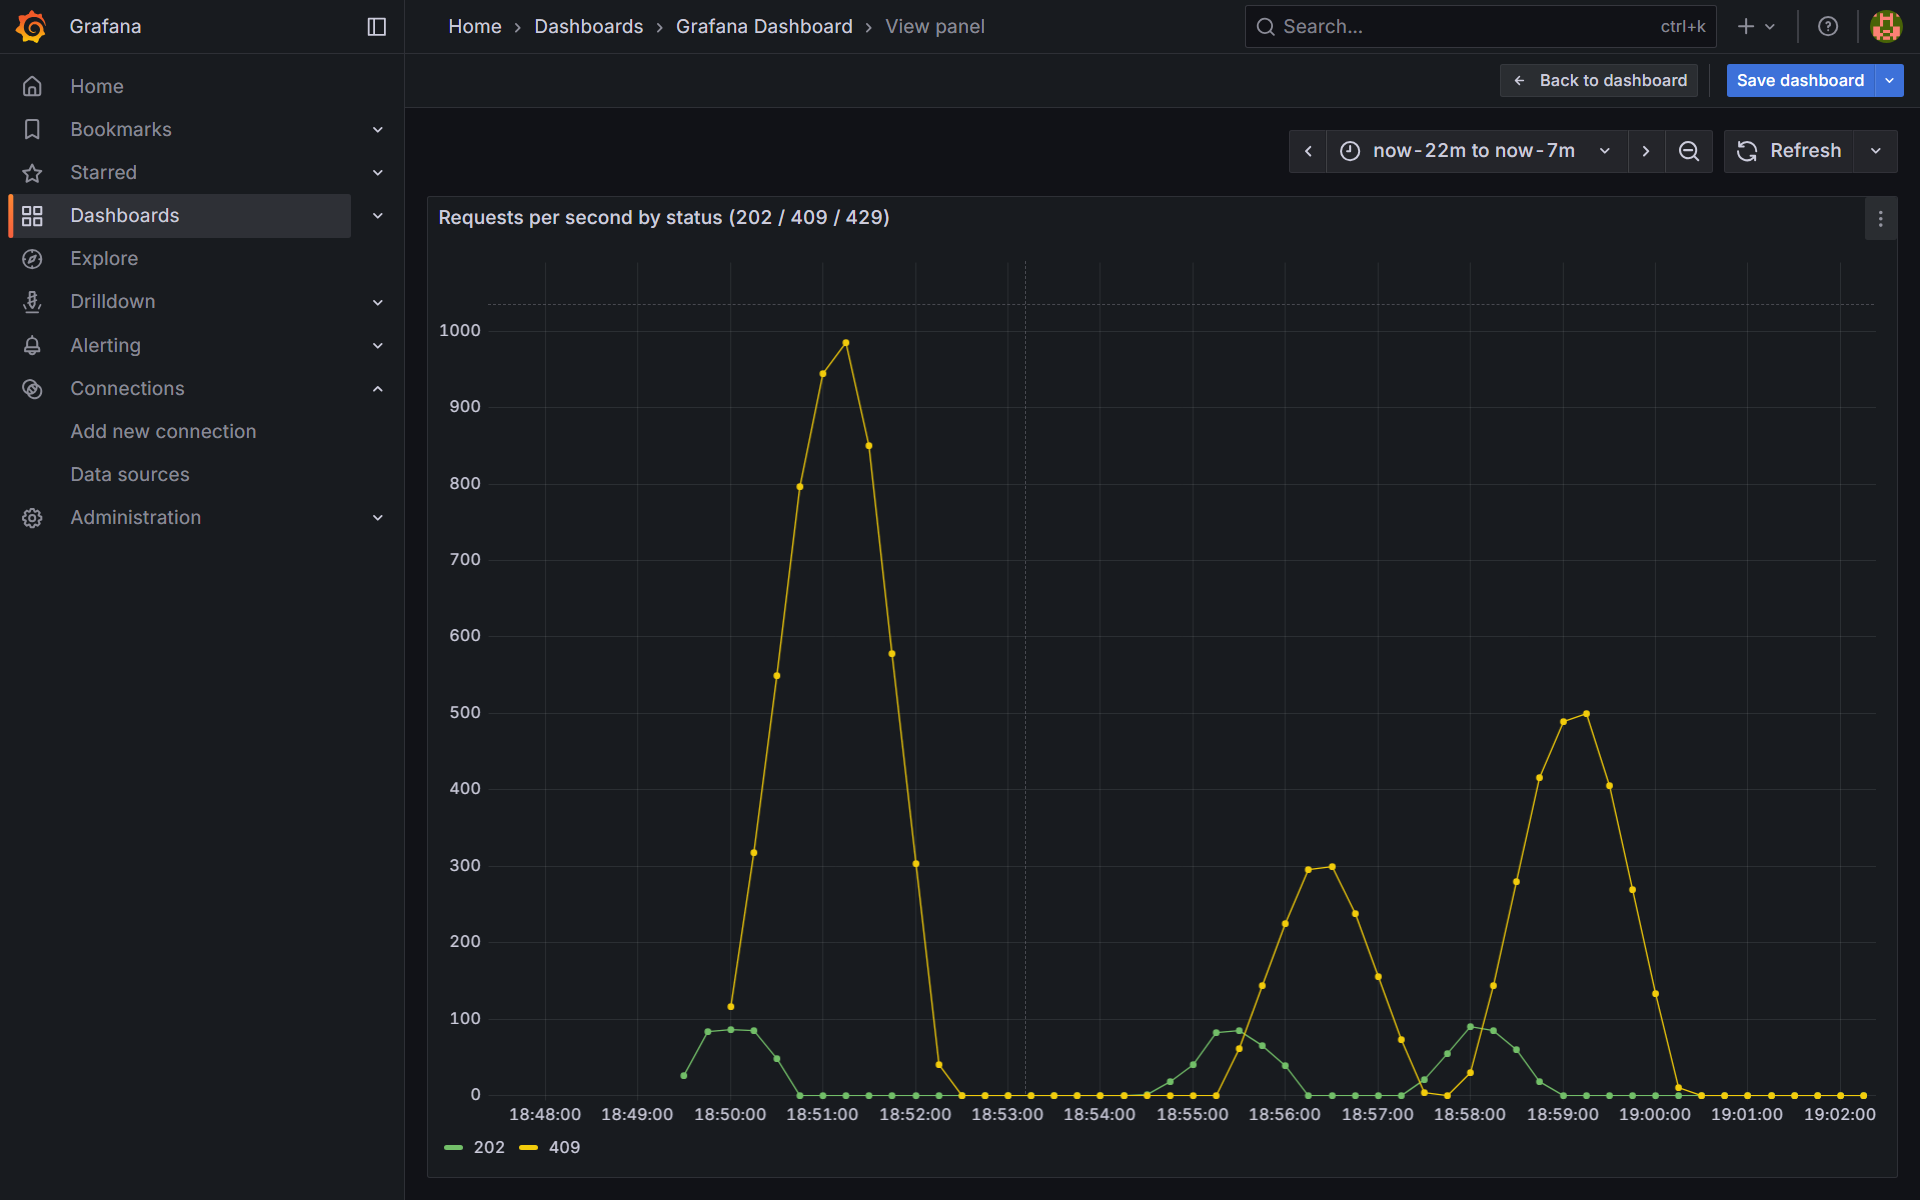 Grafana
Home
Dashboards
Grafana Dashboard
View panel
Search...
ctrl+k
Back to dashboard
Save dashboard
Home
Bookmarks
Starred
Dashboards
Explore
Drilldown
Alerting
Connections
Add new connection
Data sources
Administration
now-22m to now-7m
Refresh
Requests per second by status (202 / 409 / 429)
1000
900
800
700
600
500
400
300
200
100
0
18:48:00 18:49:00 18:50:00 18:51:00 18:52:00 18:53:00 18:54:00 18:55:00 18:56:00 18:57:00 18:58:00 18:59:00 19:00:00 19:01:00 19:02:00
202 409